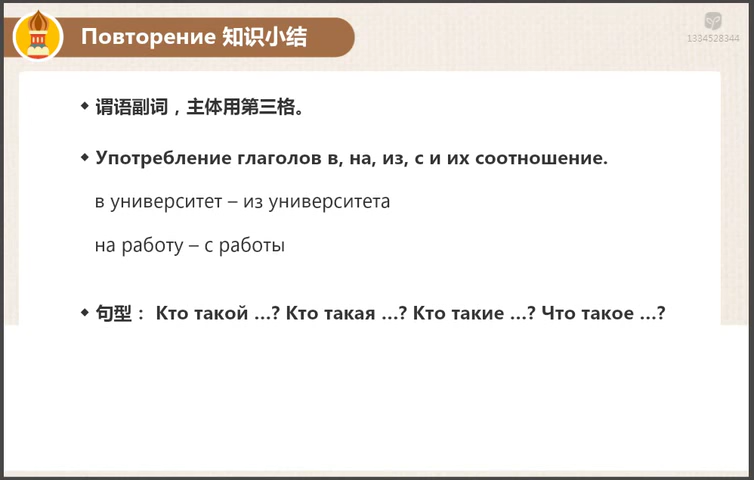 Повторение 知识小结
1334528344
谓语副词，主体用第三格。
Употребление глаголов в, на, из, с и их соотношение.
в университет – из университета
на работу – с работы
句型： Кто такой …? Кто такая …? Кто такие …? Что такое …?